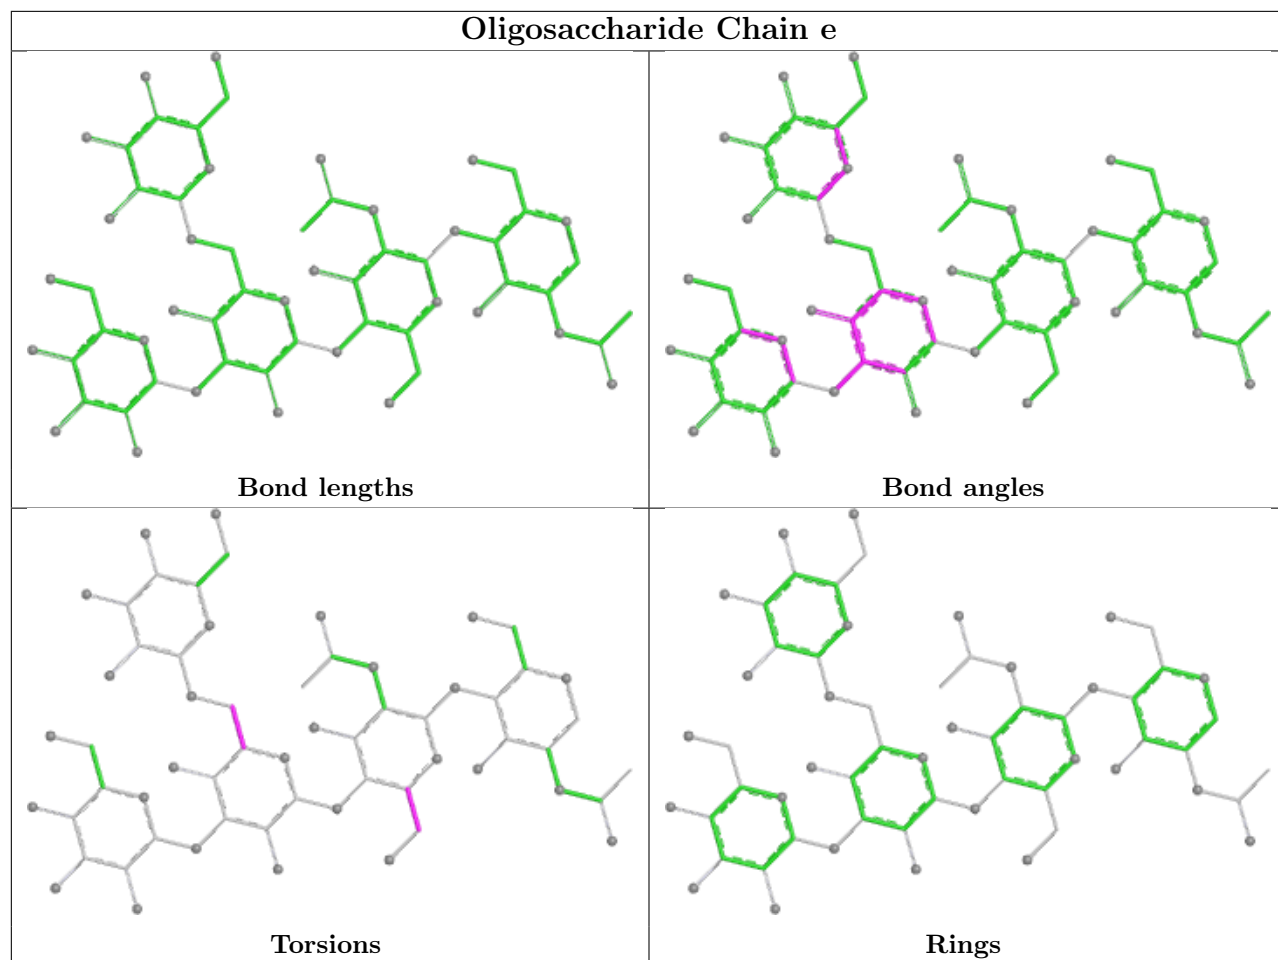 Oligosaccharide Chain e
Bond lengths
Bond angles
Torsions
Rings